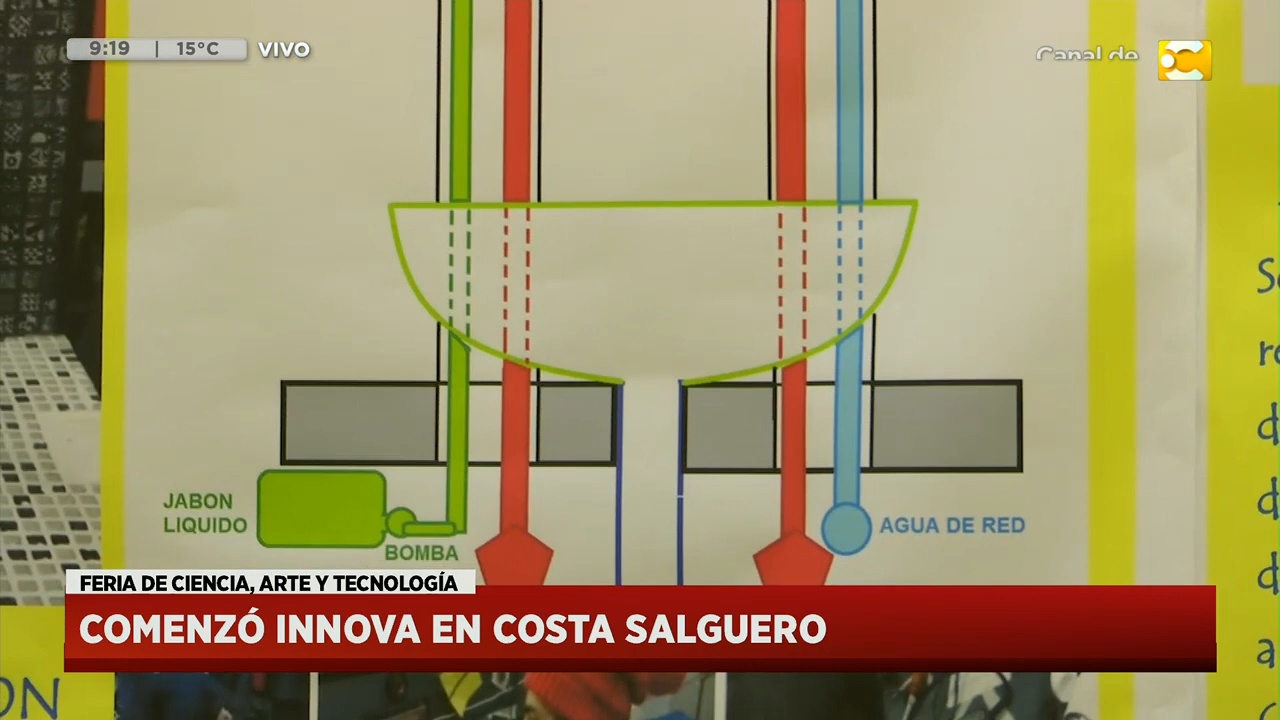 9:19 | 15°C VIVO
Canal de
JABON
LIQUIDO
BOMBA
AGUA DE RED
FERIA DE CIENCIA, ARTE Y TECNOLOGÍA
COMENZÓ INNOVA EN COSTA SALGUERO